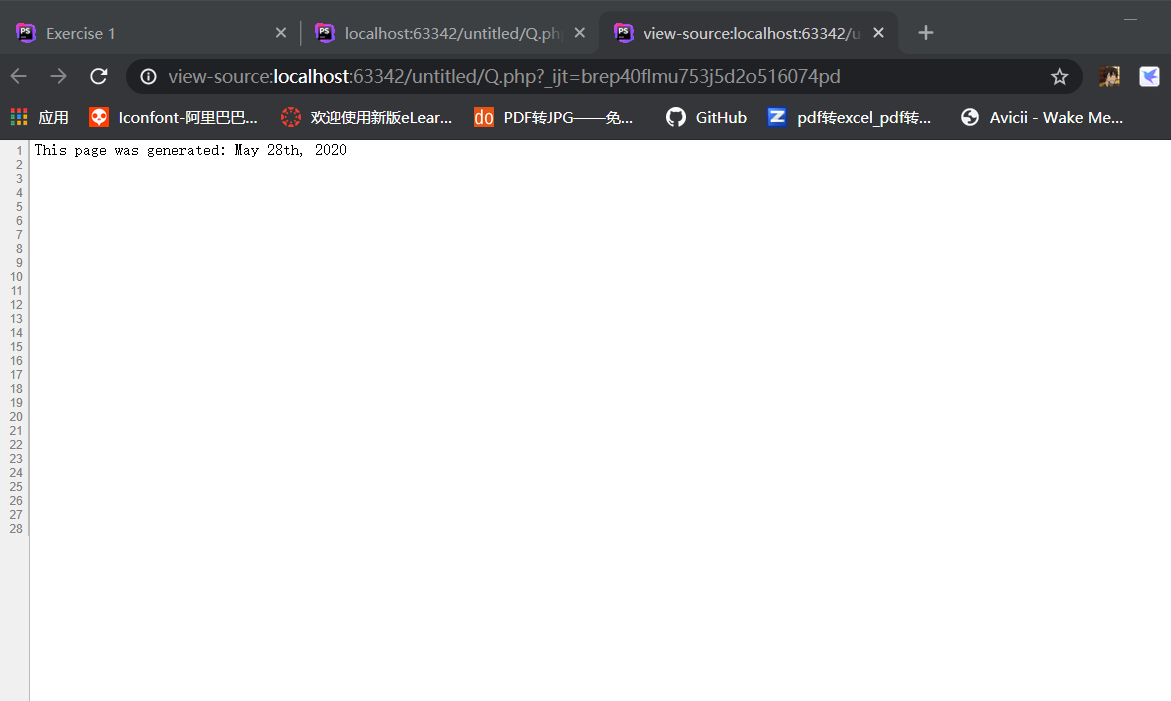 Exercise 1
localhost:63342/untitled/Q.php
view-source:localhost:63342/u
view-source:localhost:63342/untitled/Q.php?_ijt=brep40flmu753j5d2o516074pd
应用
Iconfont-阿里巴巴...
欢迎使用新版eLear...
do
PDF转JPG——免...
GitHub
Z
pdf转excel_pdf转...
Avicii - Wake Me...
1 This page was generated: May 28th, 2020
2
3
4
5
6
7
8
9
10
11
12
13
14
15
16
17
18
19
20
21
22
23
24
25
26
27
28